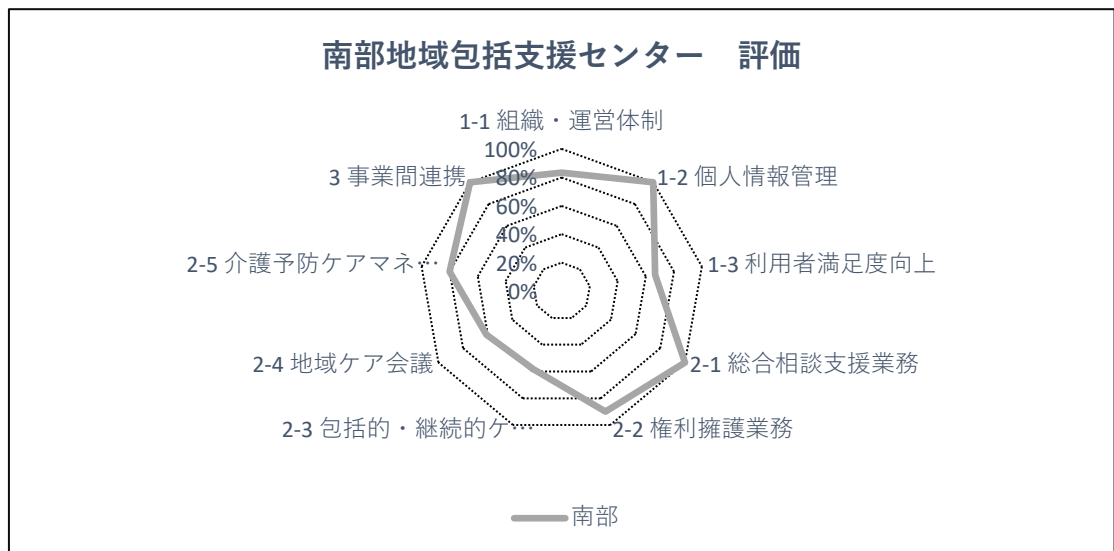 南部地域包括支援センター　評価
1-1 組織・運営体制
100%
80%
60%
40%
20%
0%
1-2 個人情報管理
1-3 利用者満足度向上
2-1 総合相談支援業務
2-2 権利擁護業務
2-3 包括的・継続的ケ…
2-4 地域ケア会議
2-5 介護予防ケアマネ…
3 事業間連携
南部